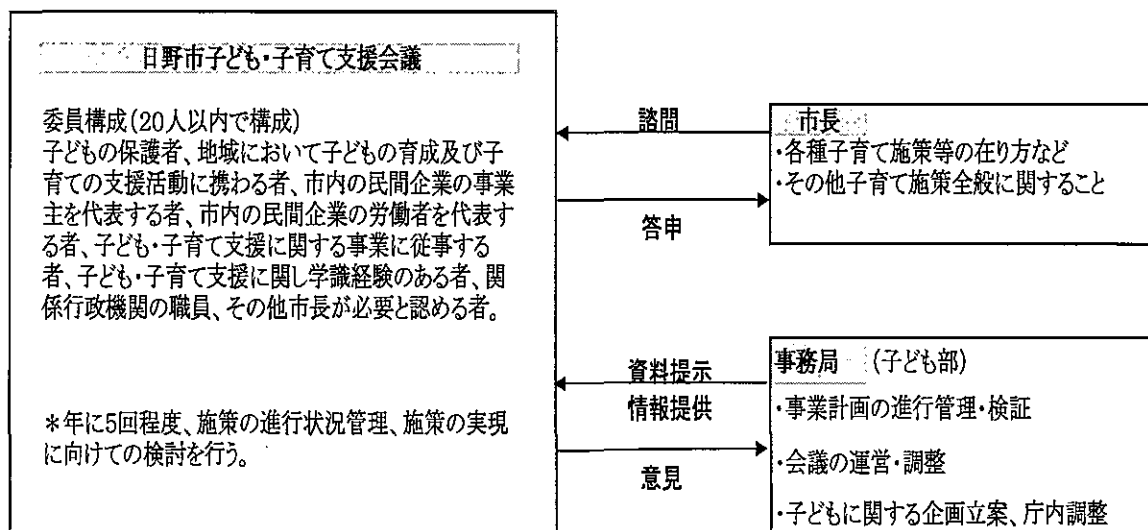 日野市子ども・子育て支援会議
委員構成(20人以内で構成)
子どもの保護者、地域において子どもの育成及び子
育ての支援活動に携わる者、市内の民間企業の事業
主を代表する者、市内の民間企業の労働者を代表す
る者、子ども・子育て支援に関する事業に従事する
者、子ども・子育て支援に関し学識経験のある者、関
係行政機関の職員、その他市長が必要と認める者。
*年に5回程度、施策の進行状況管理、施策の実現
に向けての検討を行う。
諮問
答申
市長
・各種子育て施策等の在り方など
・その他子育て施策全般に関すること
資料提示
情報提供
意見
事務局 (子ども部)
・事業計画の進行管理・検証
・会議の運営・調整
・子どもに関する企画立案、庁内調整